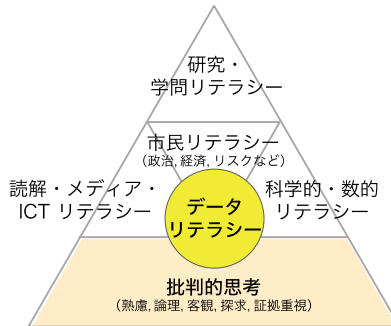 研究・
学問リテラシー
市民リテラシー
（政治, 経済, リスクなど）
読解・メディア・
ICT リテラシー
データ
リテラシー
科学的・数的
リテラシー
批判的思考
（熟慮, 論理, 客観, 探求, 証拠重視）